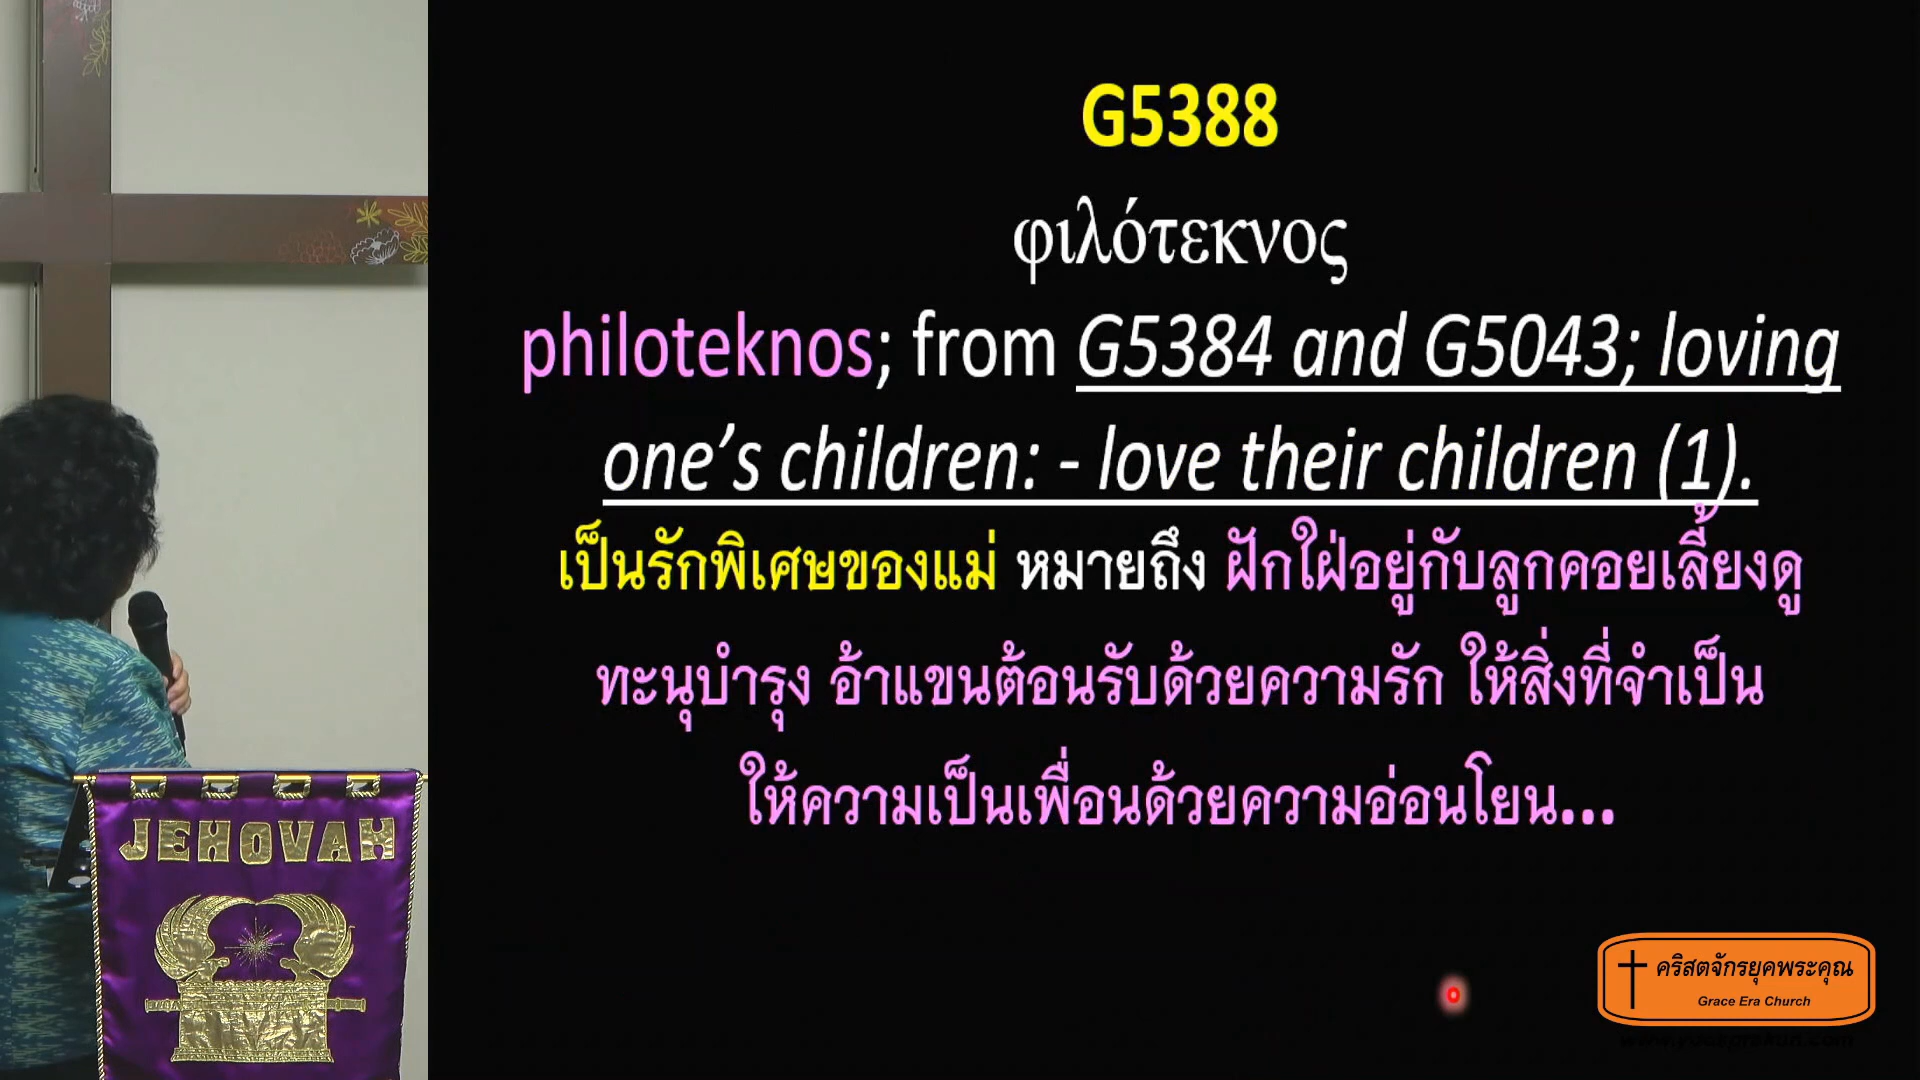 G5388
φιλότεκνος
philoteknos; from G5384 and G5043; loving
one’s children: - love their children (1).
เป็นรักพิเศษของแม่ หมายถึง ฝักใฝ่อยู่กับลูกคอยเลี้ยงดู
ทะนุบำรุง อ้าแขนต้อนรับด้วยความรัก ให้สิ่งที่จำเป็น
ให้ความเป็นเพื่อนด้วยความอ่อนโยน...
JEHOVAH
คริสตจักรยุคพระคุณ
Grace Era Church